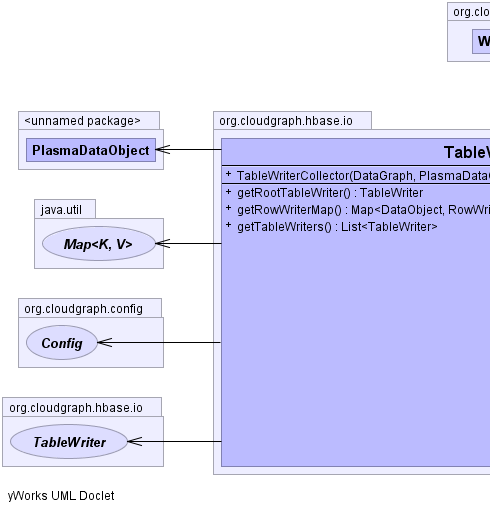 org.clou
W
<unnamed package>
PlasmaDataObject
org.cloudgraph.hbase.io
TableW
+ TableWriterCollector(DataGraph, PlasmaData
+ getRootTableWriter() : TableWriter
+ getRowWriterMap() : Map<DataObject, RowWri
+ getTableWriters() : List<TableWriter>
java.util
Map<K, V>
org.cloudgraph.config
Config
org.cloudgraph.hbase.io
TableWriter
yWorks UML Doclet